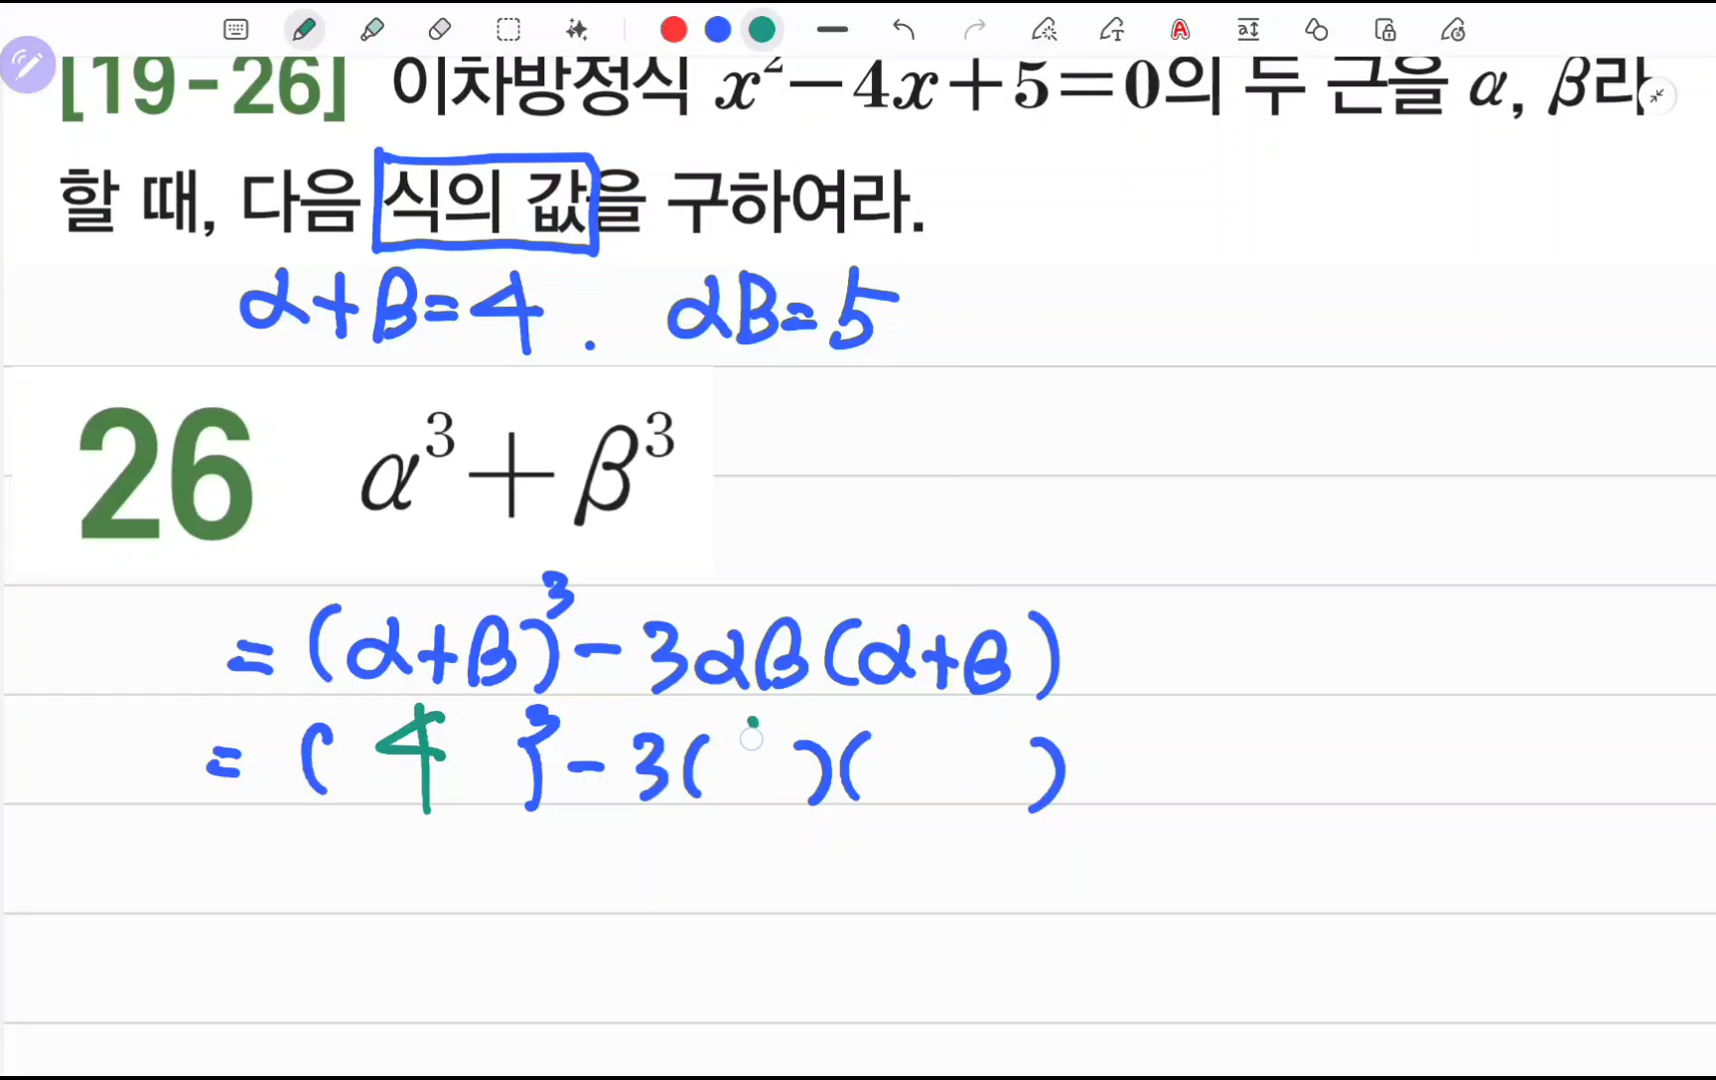 [19-26] 이차방정식 x²-4x+5=0의 두 근을 α, β라
할 때, 다음 식의 값을 구하여라.
α+β=4. αβ=5
26 α³+β³
=(α+β)³-3αβ(α+β)
=( 4 )³-3( )( )